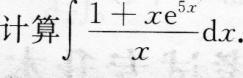 计算∫ (1 + xe^{5x})/x dx.